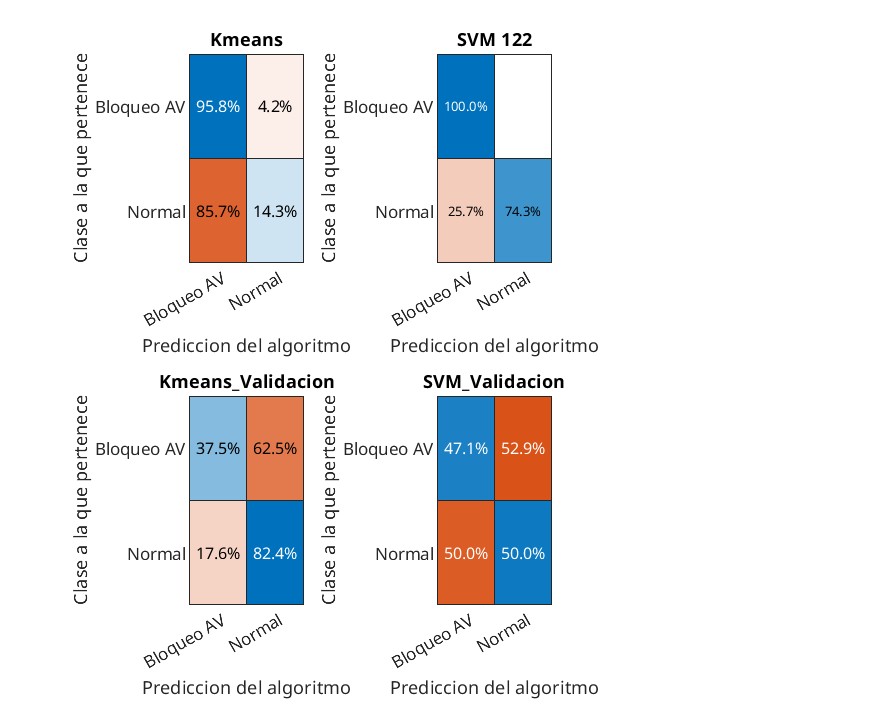 Kmeans
Clase a la que pertenece
Bloqueo AV
95.8%
4.2%
Normal
85.7%
14.3%
Bloqueo AV
Normal
Prediccion del algoritmo
SVM 122
Clase a la que pertenece
Bloqueo AV
100.0%
Normal
25.7%
74.3%
Bloqueo AV
Normal
Prediccion del algoritmo
Kmeans_Validacion
Clase a la que pertenece
Bloqueo AV
37.5%
62.5%
Normal
17.6%
82.4%
Bloqueo AV
Normal
Prediccion del algoritmo
SVM_Validacion
Clase a la que pertenece
Bloqueo AV
47.1%
52.9%
Normal
50.0%
50.0%
Bloqueo AV
Normal
Prediccion del algoritmo